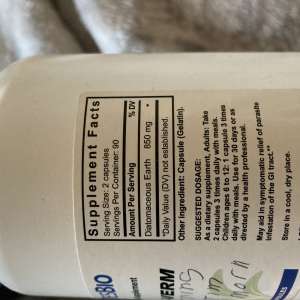 Supplement Facts
Serving Size: 2 capsules
Servings Per Container: 90
Amount Per Serving % DV
Diatomaceous Earth 850 mg *
*Daily Value (DV) not established.
Other Ingredient: Capsule (Gelatin).
SUGGESTED DOSAGE:
As a dietary supplement, Adults: Take
2 capsules 3 times daily with meals.
Children ages 6 to 12: 1 capsule 3 times
daily with meals. Use for 30 days or as
directed by a health professional.
May aid in symptomatic relief of parasite
infestation of the GI tract.**
Store in a cool, dry place.